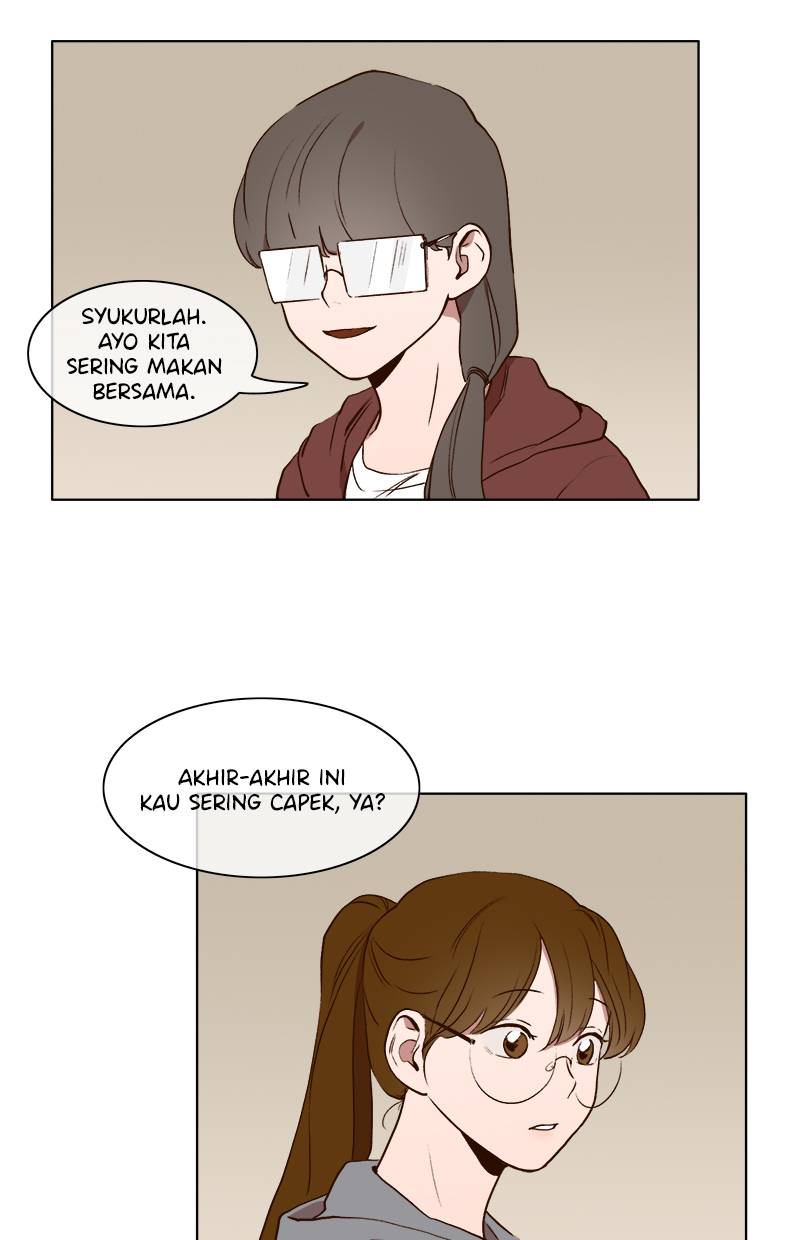 SYUKURLAH.
AYO KITA
SERING MAKAN
BERSAMA.
AKHIR-AKHIR INI
KAU SERING CAPEK, YA?